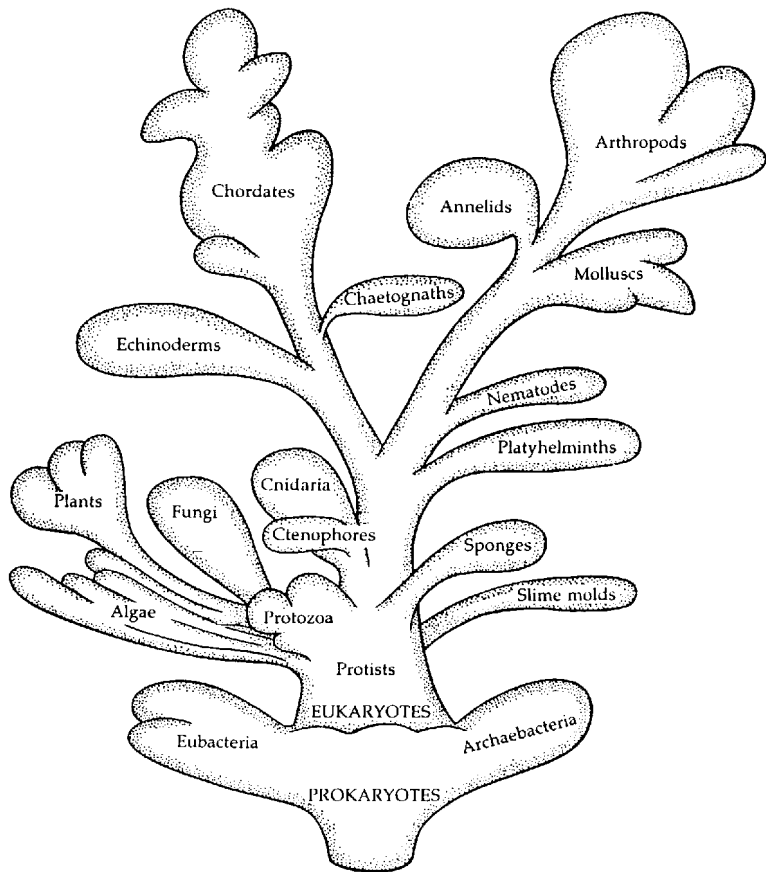 Arthropods
Chordates
Annelids
Molluscs
Chaetognaths
Echinoderms
Nematodes
Platyhelminths
Cnidaria
Plants
Fungi
Ctenophores
Sponges
Slime molds
Algae
Protozoa
Protists
EUKARYOTES
Eubacteria
Archaebacteria
PROKARYOTES